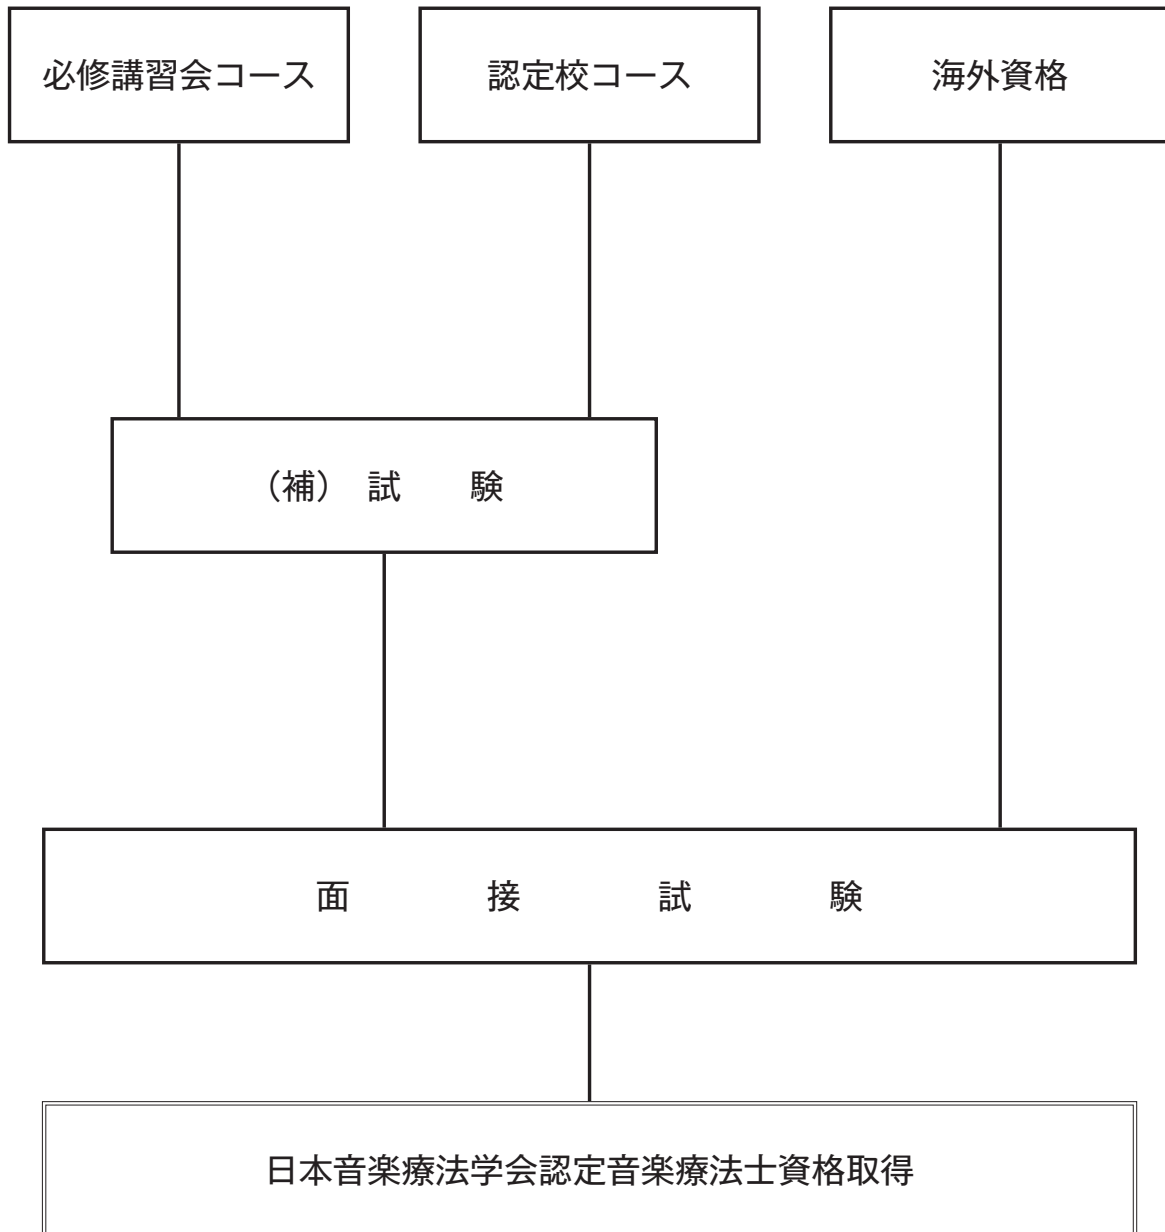 必修講習会コース
認定校コース
海外資格
（補）　試　　験
面　　　　接　　　　試　　　　験
日本音楽療法学会認定音楽療法士資格取得